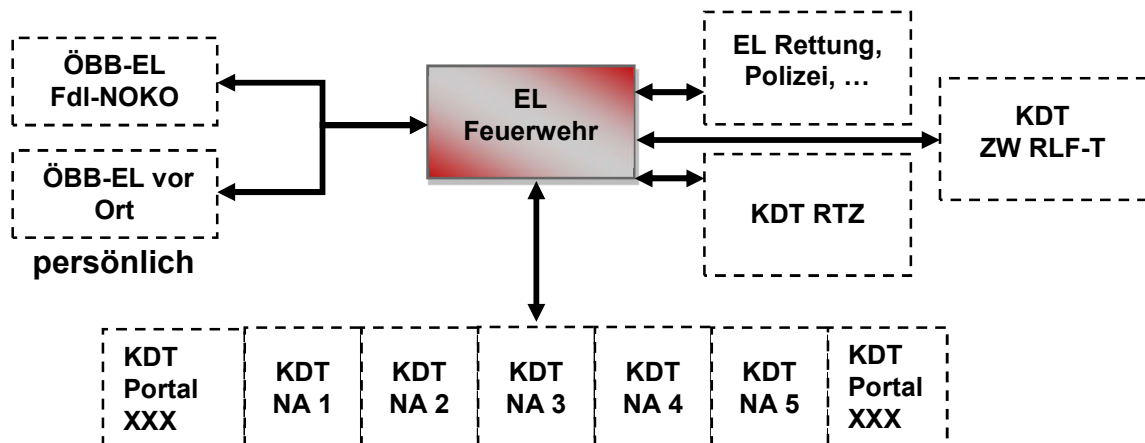 ÖBB-EL
FdI-NOKO
ÖBB-EL vor
Ort
persönlich
EL
Feuerwehr
EL Rettung,
Polizei, …
KDT
ZW RLF-T
KDT RTZ
KDT
Portal
XXX
KDT
NA 1
KDT
NA 2
KDT
NA 3
KDT
NA 4
KDT
NA 5
KDT
Portal
XXX